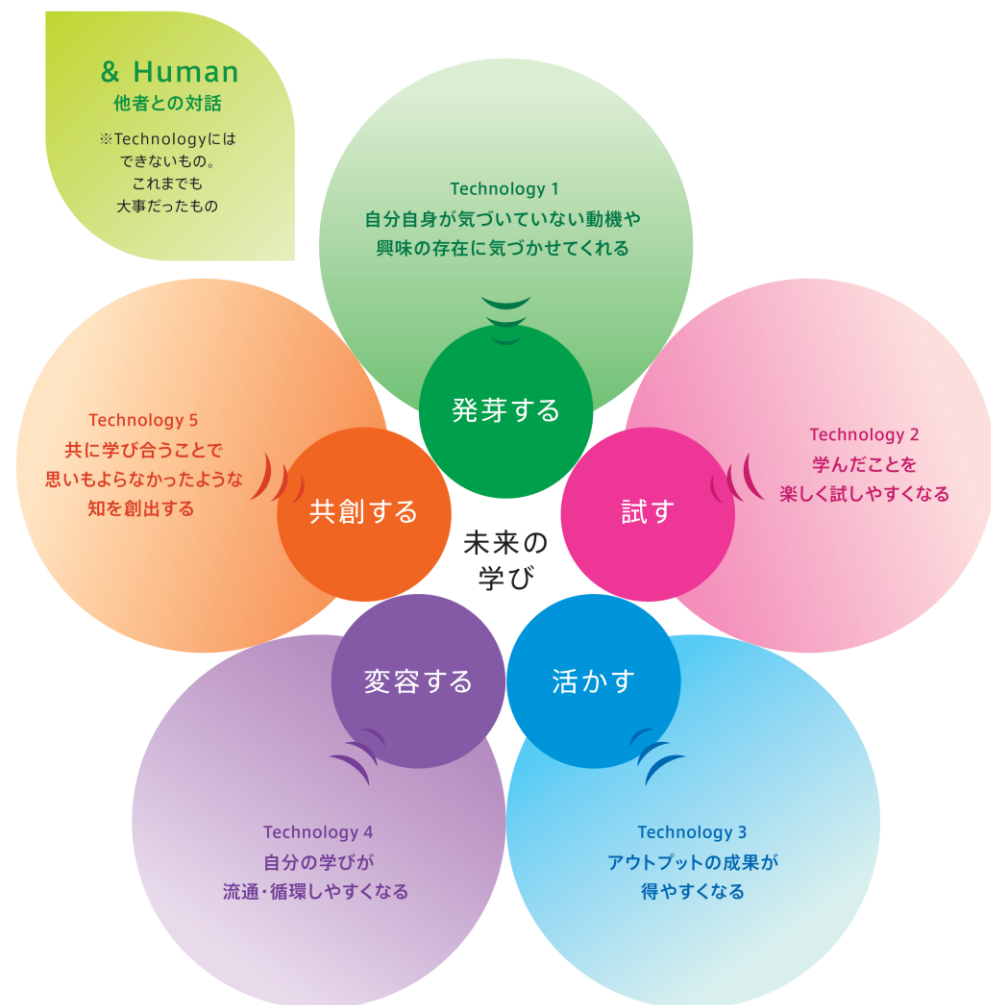 & Human
他者との対話
※Technologyには
できないもの。
これまでも
大事だったもの
Technology 1
自分自身が気づいていない動機や
興味の存在に気づかせてくれる
発芽する
Technology 2
学んだことを
楽しく試しやすくなる
試す
Technology 3
アウトプットの成果が
得やすくなる
活かす
Technology 4
自分の学びが
流通・循環しやすくなる
変容する
Technology 5
共に学び合うことで
思いもよらなかったような
知を創出する
共創する
未来の
学び